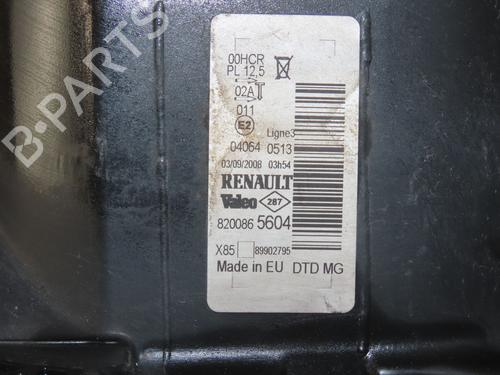 00HCR
PL 12,5
02A
011
E2
Ligne3
04064 0513
03/09/2008 03h54
RENAULT
Valeo 287
820086 5604
X85 89902795
Made in EU DTD MG
B-PARTS